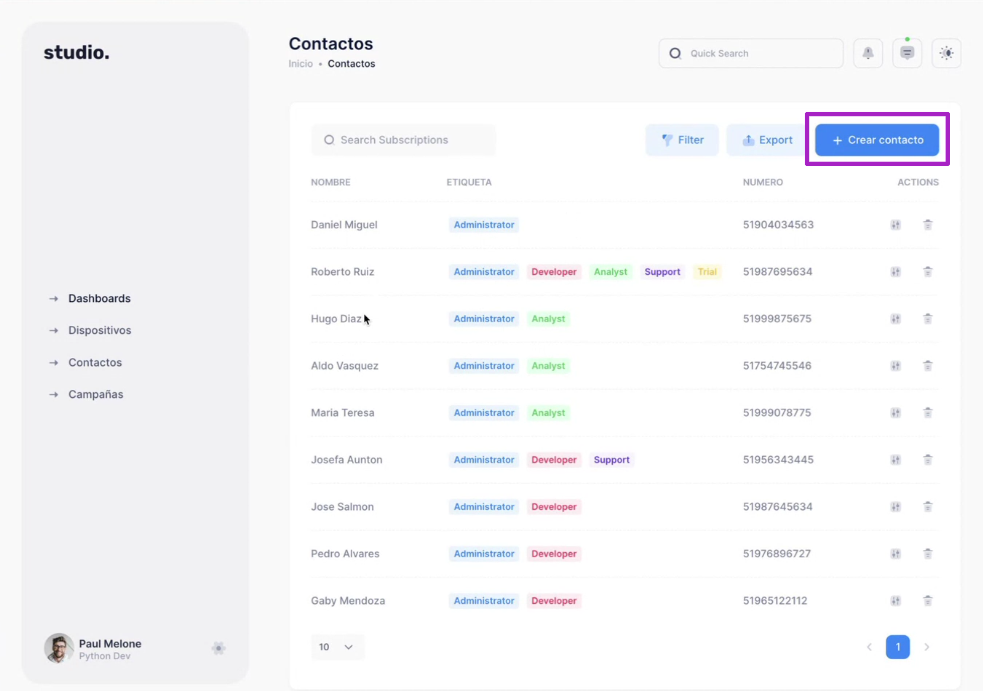 studio.
Contactos
Inicio • Contactos
Quick Search
Search Subscriptions
Filter
Export
+ Crear contacto
NOMBRE ETIQUETA NUMERO ACTIONS
Daniel Miguel Administrator 51904034563
Roberto Ruiz Administrator Developer Analyst Support Trial 51987695634
Hugo Diaz Administrator Analyst 51999875675
Aldo Vasquez Administrator Analyst 51754745546
Maria Teresa Administrator Analyst 51999078775
Josefa Aunton Administrator Developer Support 51956343445
Jose Salmon Administrator Developer 51987645634
Pedro Alvares Administrator Developer 51976896727
Gaby Mendoza Administrator Developer 51965122112
10
1
Dashboards
Dispositivos
Contactos
Campañas
Paul Melone
Python Dev